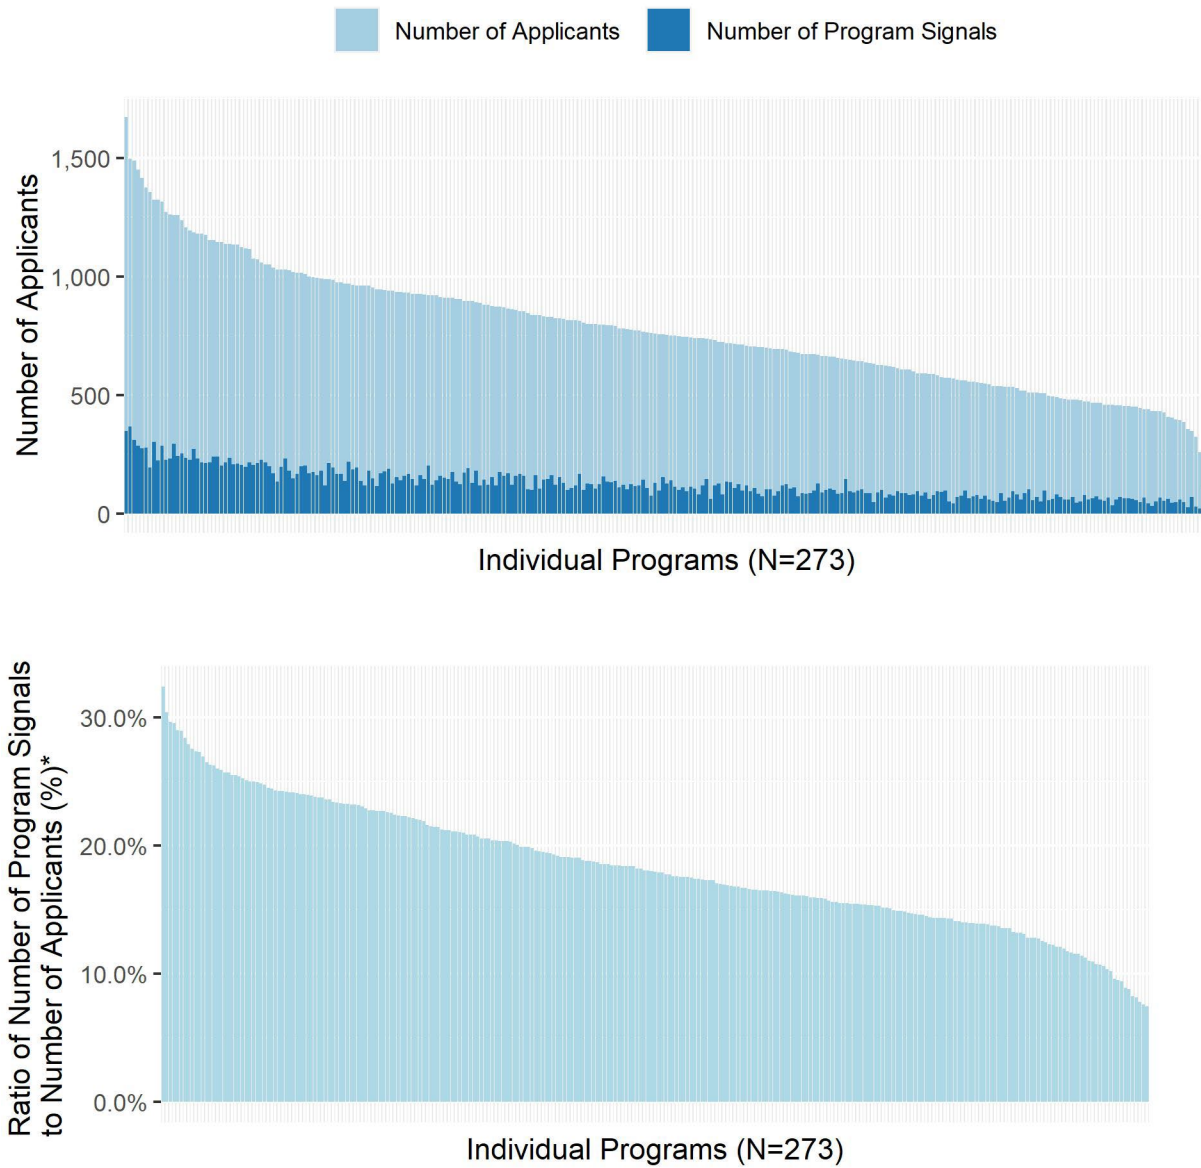 Number of Applicants
Number of Program Signals
Number of Applicants
1,500
1,000
500
0
Individual Programs (N=273)
Ratio of Number of Program Signals
to Number of Applicants (%)*
30.0%
20.0%
10.0%
0.0%
Individual Programs (N=273)